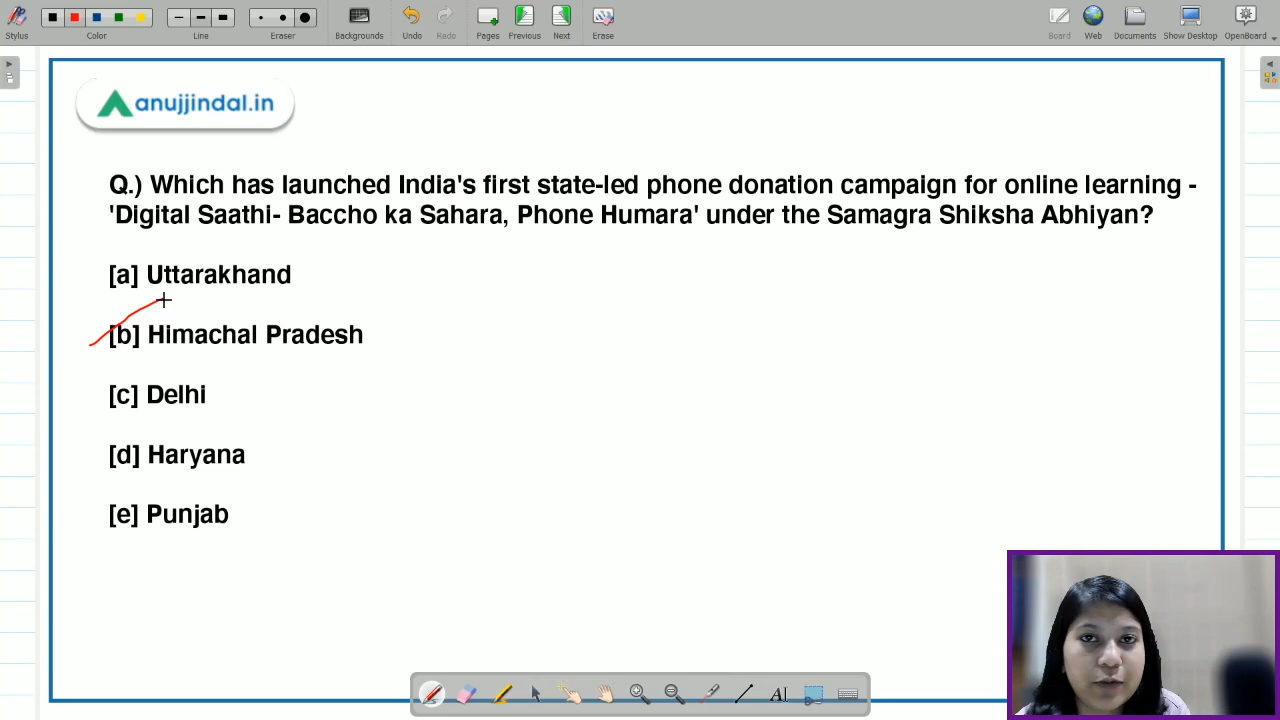 Stylus
Color
Line
Eraser
Backgrounds
Undo
Redo
Pages
Previous
Next
Erase
Board
Web
Documents
Show Desktop
OpenBoard
anujjindal.in
Q.) Which has launched India's first state-led phone donation campaign for online learning -
'Digital Saathi- Baccho ka Sahara, Phone Humara' under the Samagra Shiksha Abhiyan?
[a] Uttarakhand
[b] Himachal Pradesh
[c] Delhi
[d] Haryana
[e] Punjab